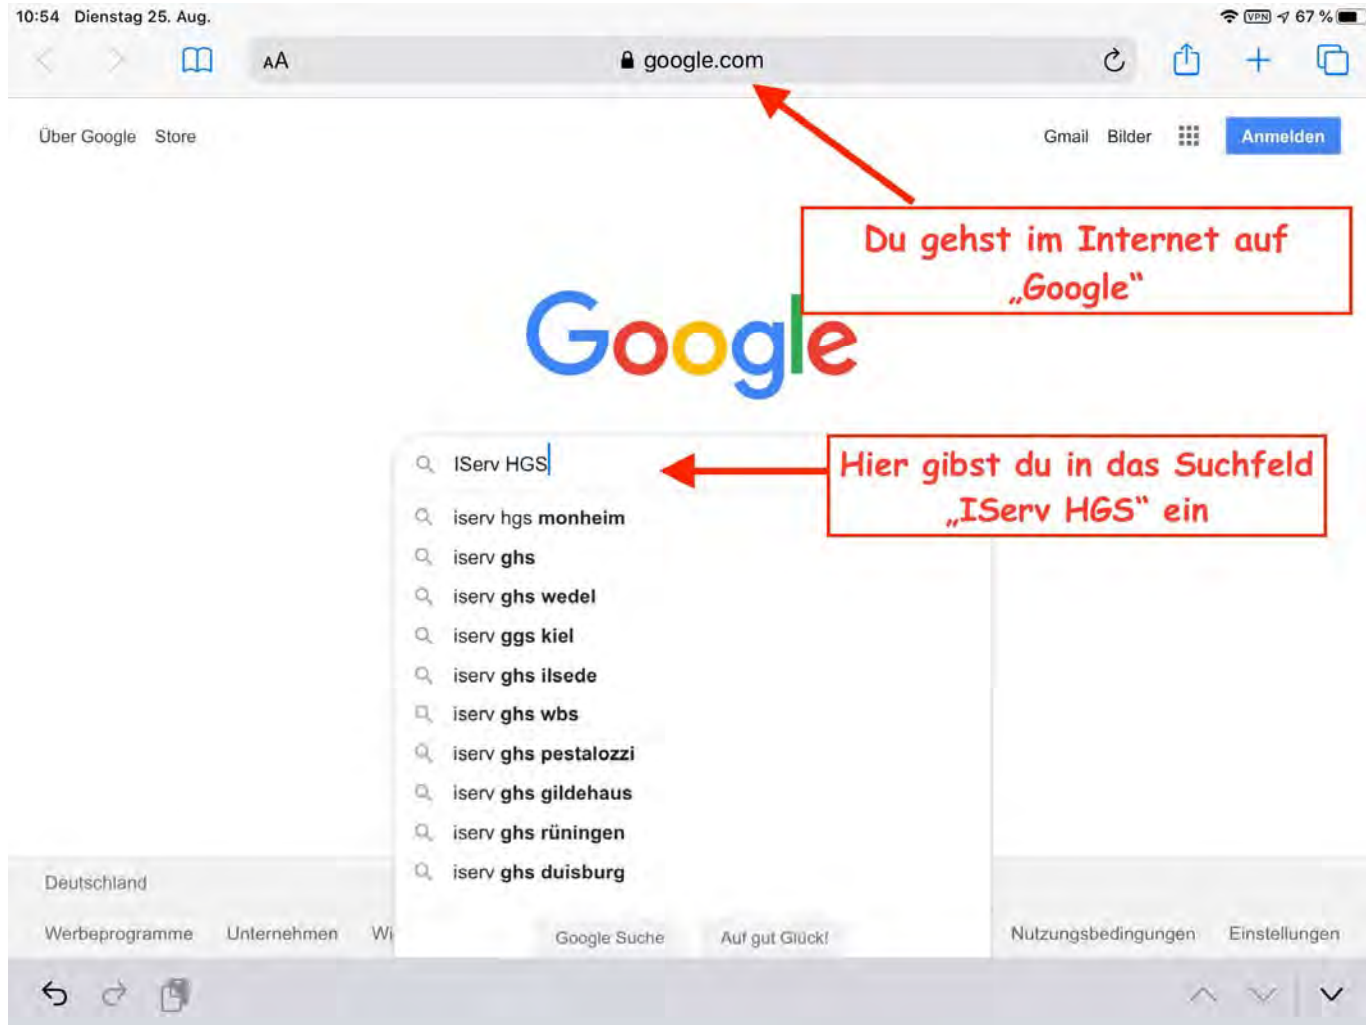 10:54 Dienstag 25. Aug.
VPN 67 %
AA
google.com
Über Google Store
Gmail Bilder
Anmelden
Du gehst im Internet auf
„Google“
Google
IServ HGS
Hier gibst du in das Suchfeld
„IServ HGS“ ein
iserv hgs monheim
iserv ghs
iserv ghs wedel
iserv ggs kiel
iserv ghs ilsede
iserv ghs wbs
iserv ghs pestalozzi
iserv ghs gildehaus
iserv ghs rüningen
iserv ghs duisburg
Deutschland
Werbeprogramme Unternehmen Wi
Google Suche Auf gut Glück!
Nutzungsbedingungen Einstellungen